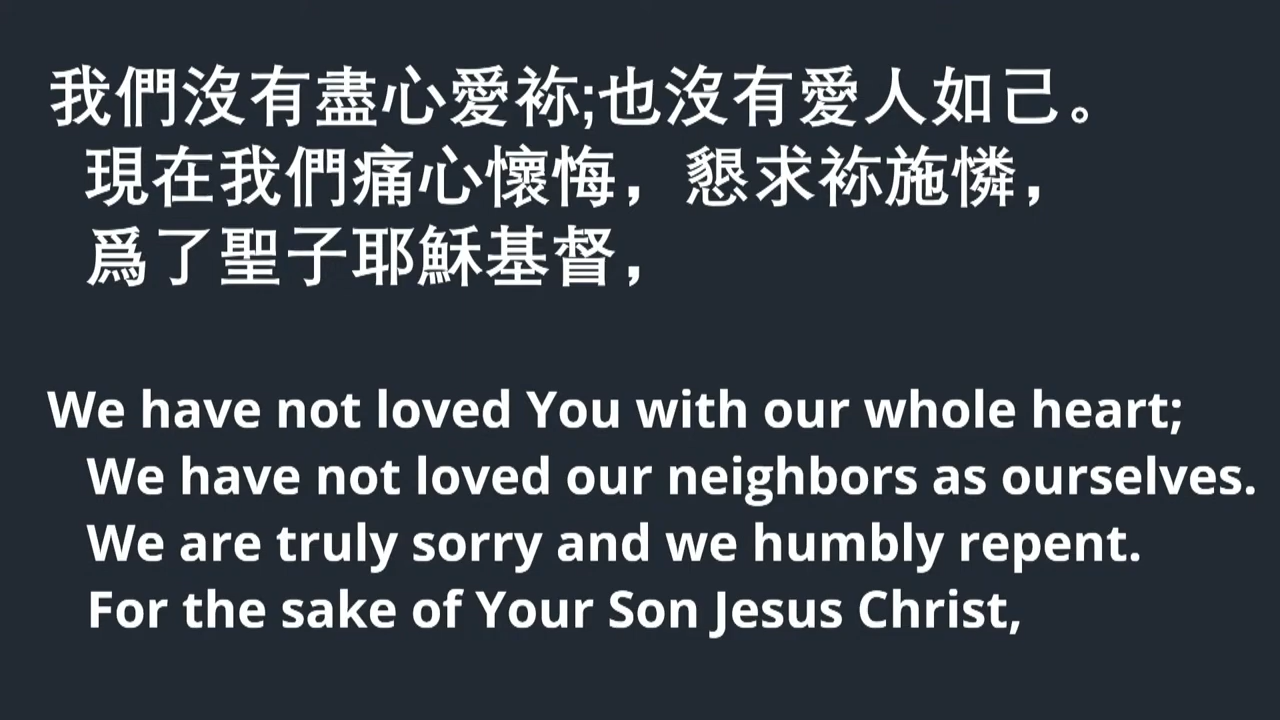 我們沒有盡心愛袮;也沒有愛人如己。
現在我們痛心懷悔，懇求袮施憐，
爲了聖子耶穌基督，
We have not loved You with our whole heart;
We have not loved our neighbors as ourselves.
We are truly sorry and we humbly repent.
For the sake of Your Son Jesus Christ,